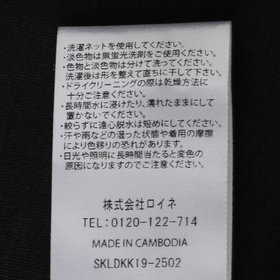 ・洗濯ネットを使用してください。
・淡色物は無蛍光洗剤をご使用ください。
・色物と淡色物は分けて洗ってください。
洗濯後は形を整えて直ちに干して下さい。
・ドライクリーニングの際は乾燥方法に
十分ご注意ください。
・長時間水に浸けたり、濡れたままにして
置かないでください。
・絞らずに遠心脱水は短めにしてください。
・汗や雨などの湿った状態や着用の摩擦
により色移りの恐れがあります。
・日光や照明に長時間当たると変色の
原因になりますのでご注意ください。
株式会社ロイネ
TEL:0120-122-714
MADE IN CAMBODIA
SKLDKK19-2502